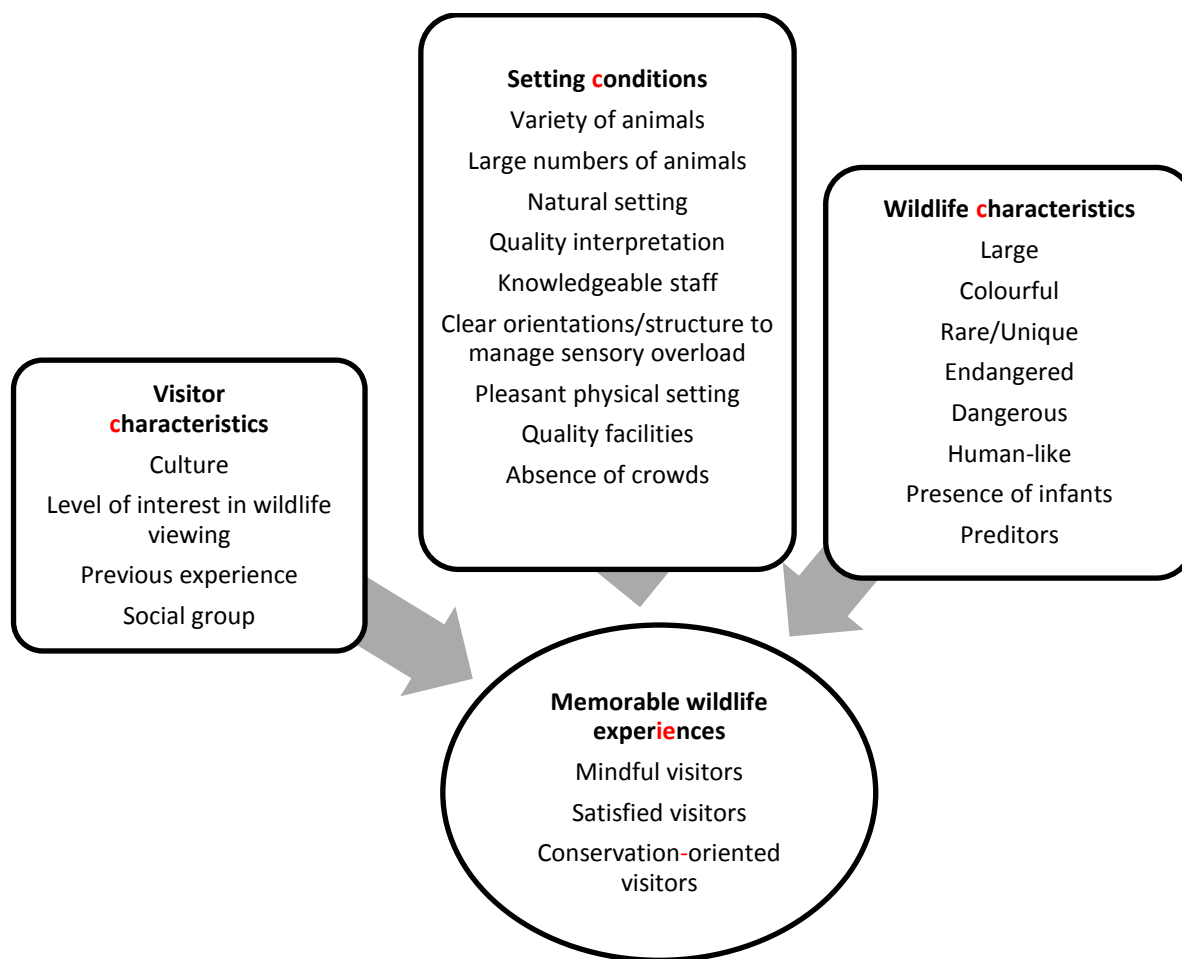 Setting conditions
Variety of animals
Large numbers of animals
Natural setting
Quality interpretation
Knowledgeable staff
Clear orientations/structure to
manage sensory overload
Pleasant physical setting
Quality facilities
Absence of crowds
Wildlife characteristics
Large
Colourful
Rare/Unique
Endangered
Dangerous
Human-like
Presence of infants
Preditors
Visitor
characteristics
Culture
Level of interest in wildlife
viewing
Previous experience
Social group
Memorable wildlife
experiences
Mindful visitors
Satisfied visitors
Conservation-oriented
visitors